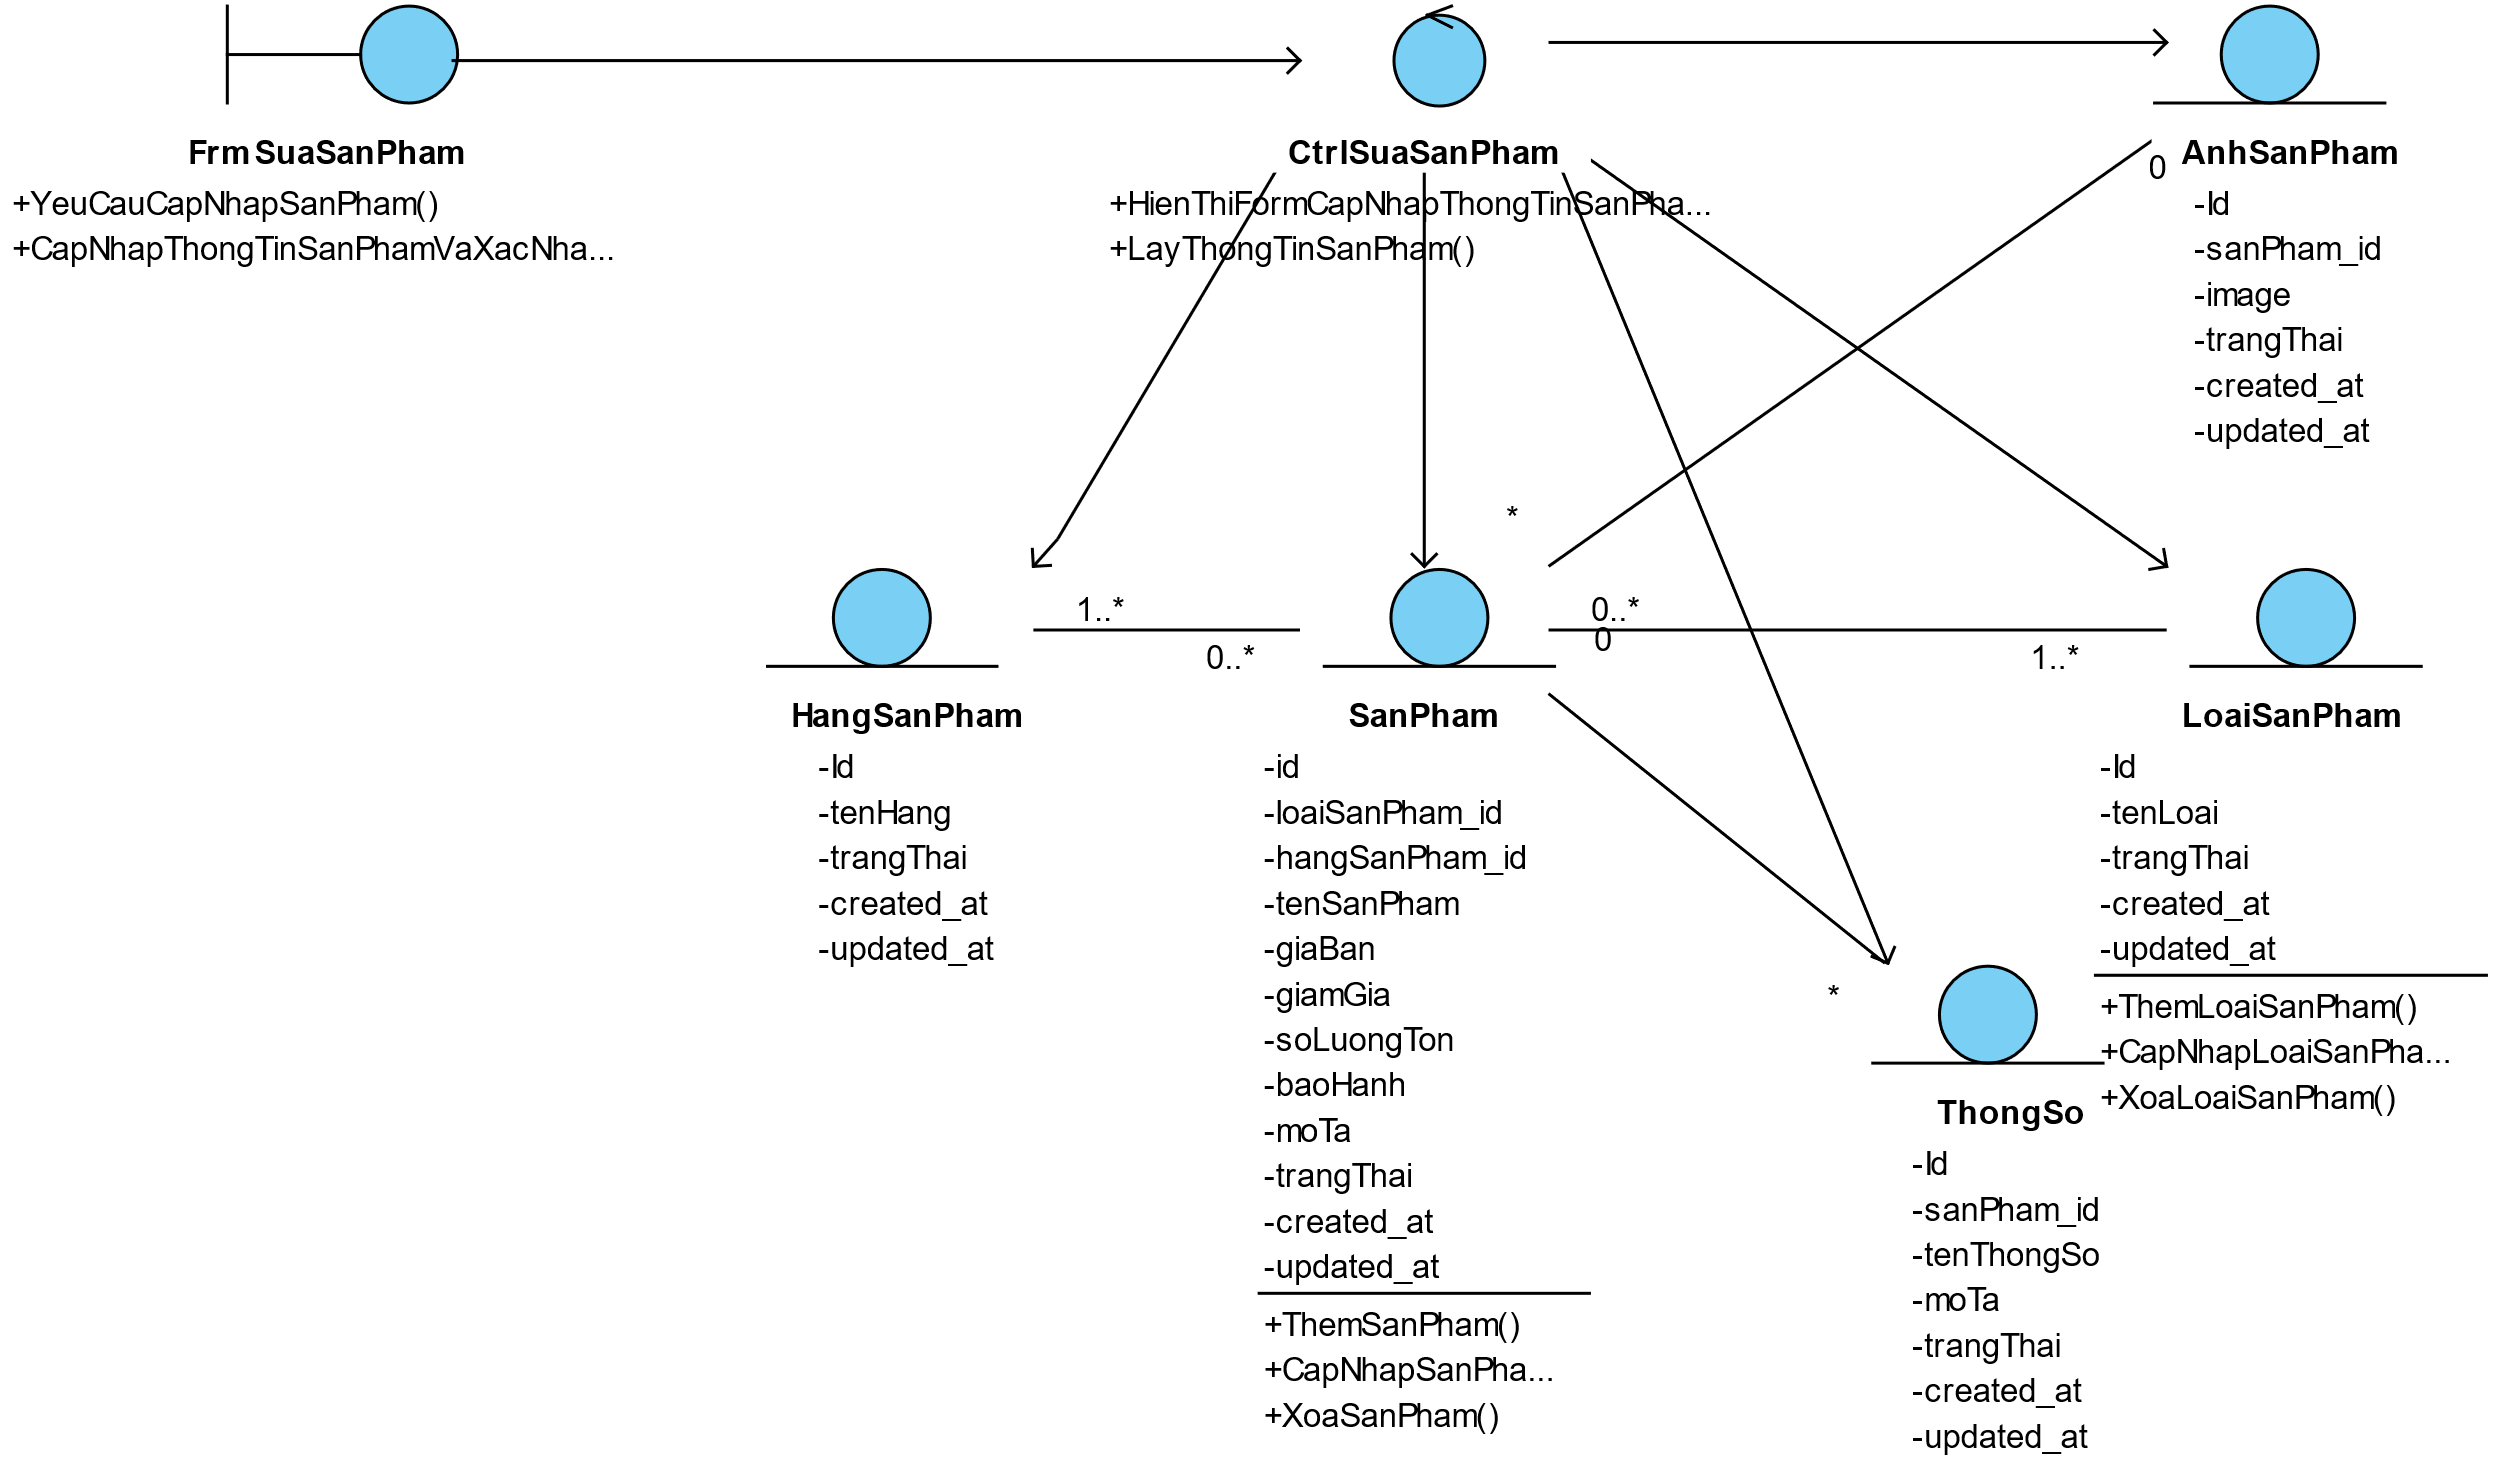 FrmSuaSanPham
+YeuCauCapNhapSanPham()
+CapNhapThongTinSanPhamVaXacNha...
CtrlSuaSanPham
+HienThiFormCapNhapThongTinSanPha...
+LayThongTinSanPham()
0
AnhSanPham
-Id
-sanPham_id
-image
-trangThai
-created_at
-updated_at
*
1..*
0..*
0..*
0
1..*
HangSanPham
-Id
-tenHang
-trangThai
-created_at
-updated_at
SanPham
-id
-loaiSanPham_id
-hangSanPham_id
-tenSanPham
-giaBan
-giamGia
-soLuongTon
-baoHanh
-moTa
-trangThai
-created_at
-updated_at
+ThemSanPham()
+CapNhapSanPha...
+XoaSanPham()
LoaiSanPham
-Id
-tenLoai
-trangThai
-created_at
-updated_at
+ThemLoaiSanPham()
+CapNhapLoaiSanPha...
+XoaLoaiSanPham()
*
ThongSo
-Id
-sanPham_id
-tenThongSo
-moTa
-trangThai
-created_at
-updated_at